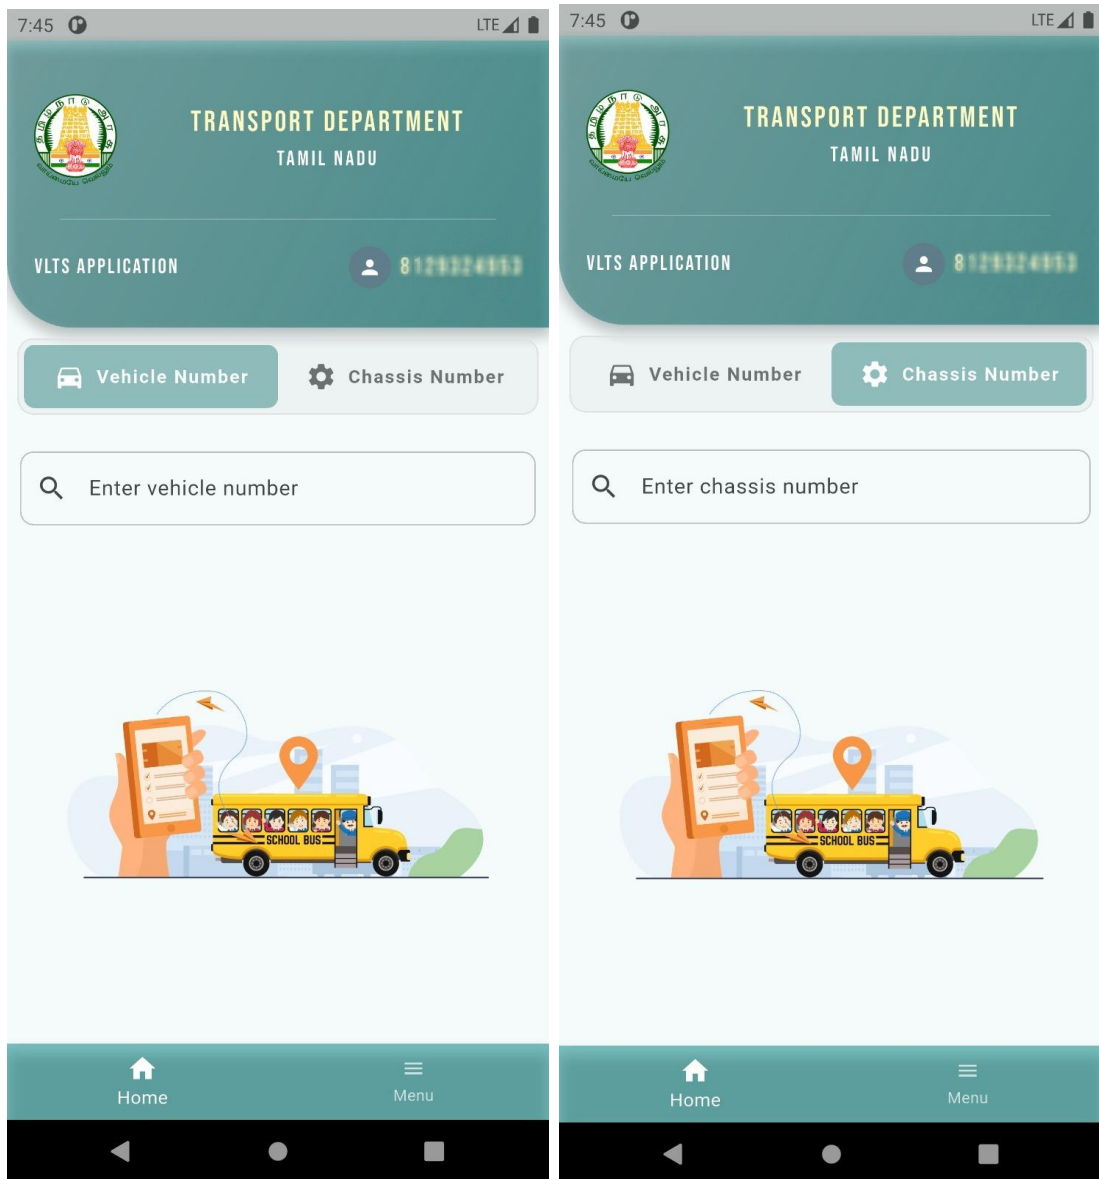 7:45
LTE
TRANSPORT DEPARTMENT
TAMIL NADU
VLTS APPLICATION
Vehicle Number
Chassis Number
Enter vehicle number
SCHOOL BUS
Home
Menu
7:45
LTE
TRANSPORT DEPARTMENT
TAMIL NADU
VLTS APPLICATION
Vehicle Number
Chassis Number
Enter chassis number
SCHOOL BUS
Home
Menu